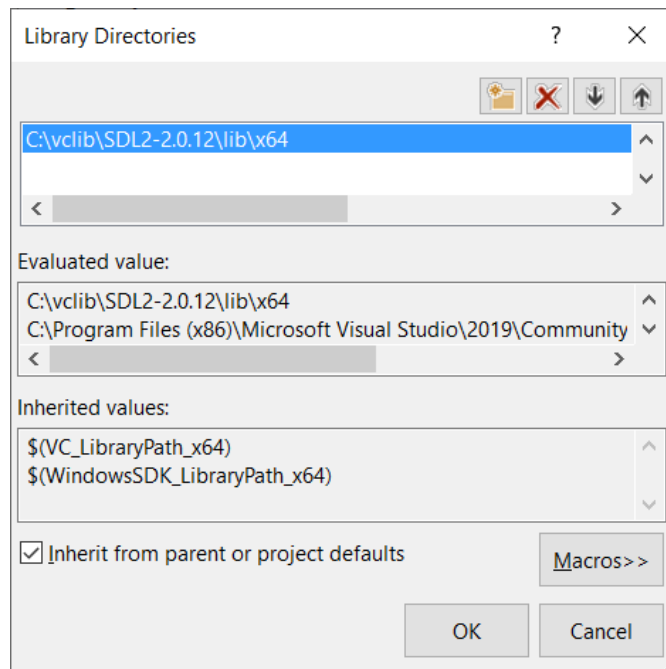 Library Directories
?
C:\vclib\SDL2-2.0.12\lib\x64
Evaluated value:
C:\vclib\SDL2-2.0.12\lib\x64
C:\Program Files (x86)\Microsoft Visual Studio\2019\Community
Inherited values:
$(VC_LibraryPath_x64)
$(WindowsSDK_LibraryPath_x64)
Inherit from parent or project defaults
Macros>>
OK
Cancel